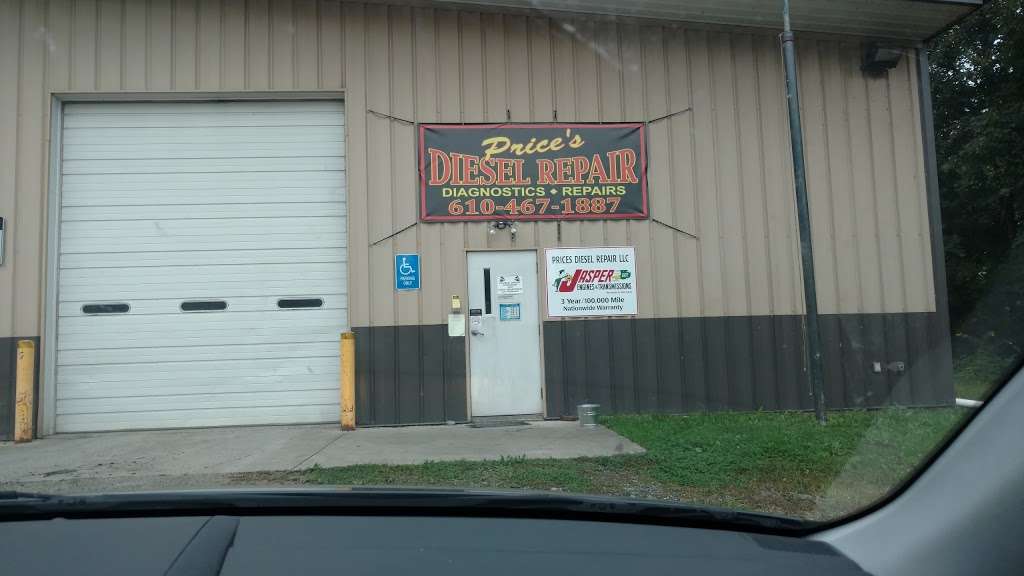 Price's
DIESEL REPAIR
DIAGNOSTICS • REPAIRS
610-467-1887
PARKING
ONLY
PRICES DIESEL REPAIR LLC
JASPER
ENGINES & TRANSMISSIONS
3 Year/100,000 Mile
Nationwide Warranty